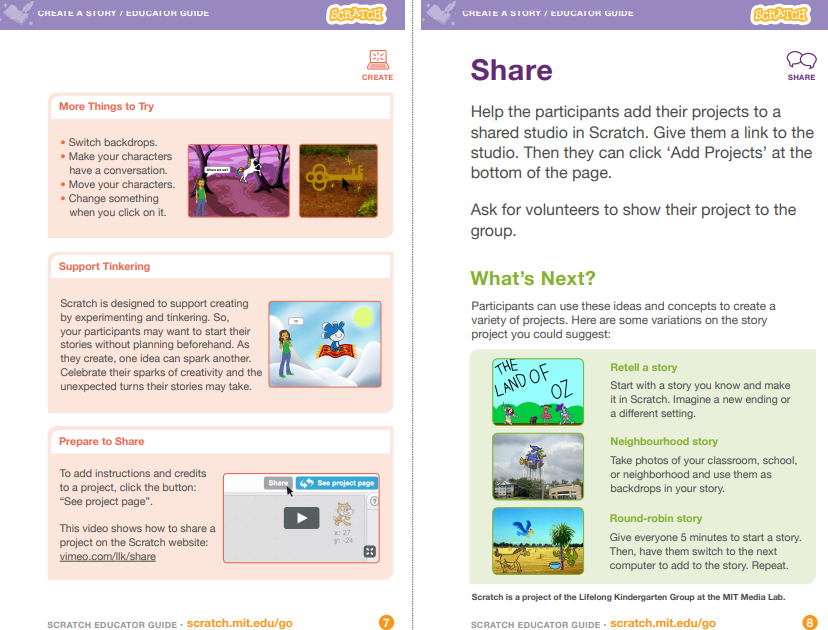 CREATE A STORY / EDUCATOR GUIDE
SCRATCH
CREATE
More Things to Try
• Switch backdrops.
• Make your characters
have a conversation.
• Move your characters.
• Change something
when you click on it.
Support Tinkering
Scratch is designed to support creating
by experimenting and tinkering. So,
your participants may want to start their
stories without planning beforehand. As
they create, one idea can spark another.
Celebrate their sparks of creativity and the
unexpected turns their stories may take.
Prepare to Share
To add instructions and credits
to a project, click the button:
“See project page”.
This video shows how to share a
project on the Scratch website:
vimeo.com/llk/share
Share
See project page
?
x: 27
y: -24
SCRATCH EDUCATOR GUIDE • scratch.mit.edu/go
7
CREATE A STORY / EDUCATOR GUIDE
SCRATCH
Share
SHARE
Help the participants add their projects to a
shared studio in Scratch. Give them a link to the
studio. Then they can click ‘Add Projects’ at the
bottom of the page.
Ask for volunteers to show their project to the
group.
What’s Next?
Participants can use these ideas and concepts to create a
variety of projects. Here are some variations on the story
project you could suggest:
THE
LAND OF
OZ
Retell a story
Start with a story you know and make
it in Scratch. Imagine a new ending or
a different setting.
Neighbourhood story
Take photos of your classroom, school,
or neighborhood and use them as
backdrops in your story.
Round-robin story
Give everyone 5 minutes to start a story.
Then, have them switch to the next
computer to add to the story. Repeat.
Scratch is a project of the Lifelong Kindergarten Group at the MIT Media Lab.
SCRATCH EDUCATOR GUIDE • scratch.mit.edu/go
8